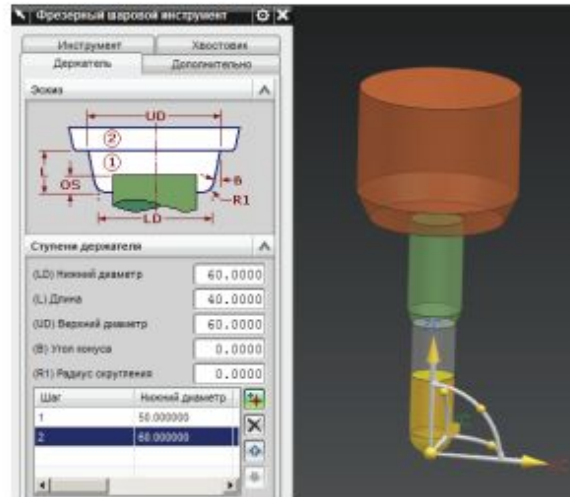 Фрезерный шаровой инструмент
Инструмент Хвостовик
Держатель Дополнительно
Эскиз
UD
2
1
L
OS
B
R1
LD
Ступени держателя
(LD) Нижний диаметр 60.0000
(L) Длина 40.0000
(UD) Верхний диаметр 60.0000
(B) Угол конуса 0.0000
(R1) Радиус скругления 0.0000
Шаг Нижний диаметр
1 50.000000
2 60.000000